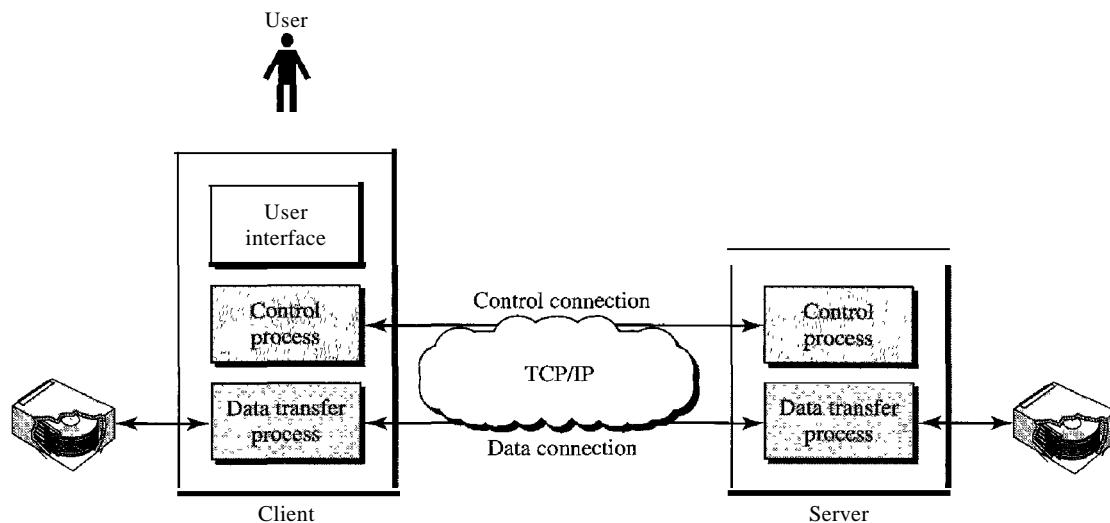 User
User
interface
Control
process
Data transfer
process
Control connection
TCP/IP
Data connection
Control
process
Data transfer
process
Client
Server